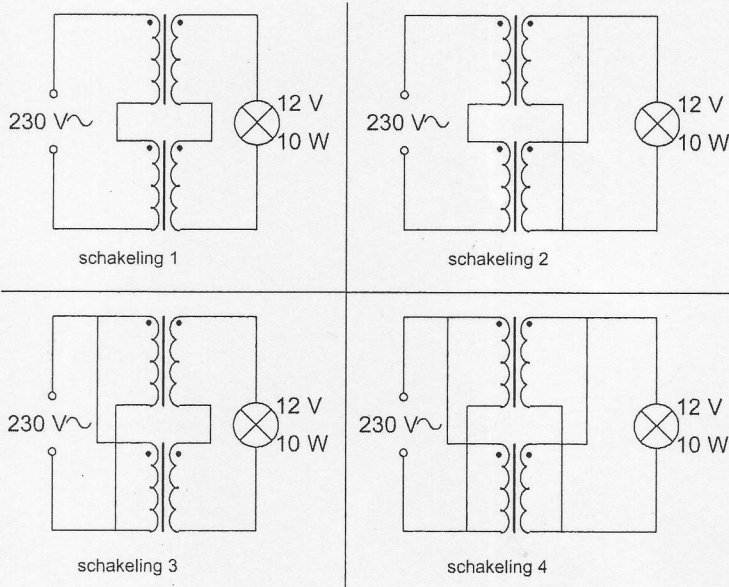 230 V~
12 V
10 W
schakeling 1
230 V~
12 V
10 W
schakeling 2
230 V~
12 V
10 W
schakeling 3
230 V~
12 V
10 W
schakeling 4